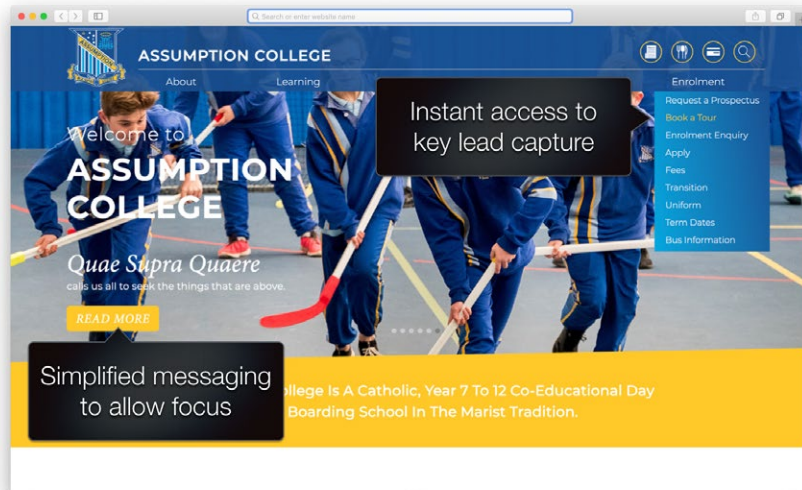 Search or enter website name
ASSUMPTION COLLEGE
About
Learning
Enrolment
Request a Prospectus
Book a Tour
Enrolment Enquiry
Apply
Fees
Transition
Uniform
Term Dates
Bus Information
Instant access to
key lead capture
Welcome to
ASSUMPTION
COLLEGE
Quae Supra Quaere
calls us all to seek the things that are above.
READ MORE
Simplified messaging
to allow focus
llege Is A Catholic, Year 7 To 12 Co-Educational Day
Boarding School In The Marist Tradition.